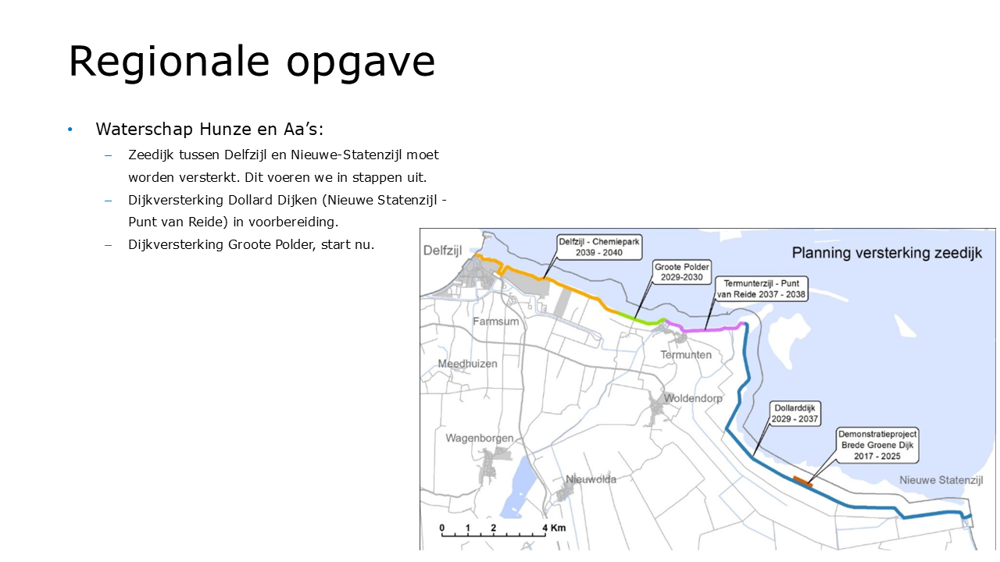 Regionale opgave
• Waterschap Hunze en Aa’s:
– Zeedijk tussen Delfzijl en Nieuwe-Statenzijl moet
worden versterkt. Dit voeren we in stappen uit.
– Dijkversterking Dollard Dijken (Nieuwe Statenzijl -
Punt van Reide) in voorbereiding.
– Dijkversterking Groote Polder, start nu.
Planning versterking zeedijk
Delfzijl
Delfzijl - Chemiepark
2039 - 2040
Groote Polder
2029-2030
Termunterzijl - Punt
van Reide 2037 - 2038
Farmsum
Termunten
Meedhuizen
Woldendorp
Dollarddijk
2029 - 2037
Demonstratieproject
Brede Groene Dijk
2017 - 2025
Wagenborgen
Nieuwolda
Nieuwe Statenzijl
0 1 2 4 Km